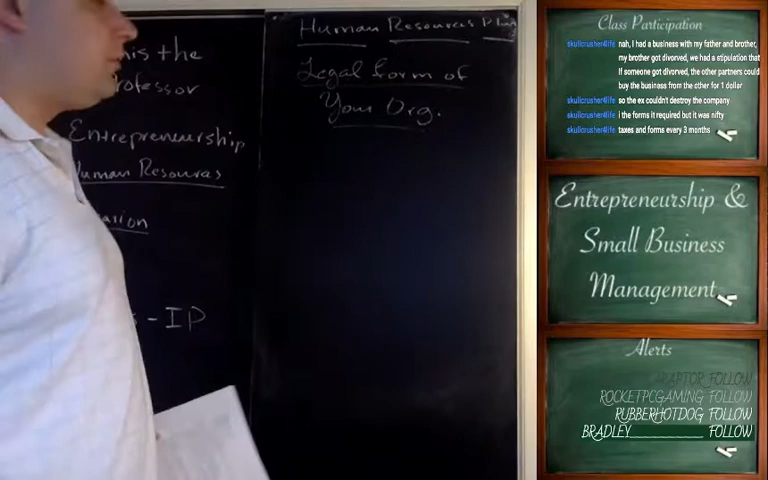 his the
rofessor
Entrepreneurship
uman Resources
- IP
Human Resources
Legal form of
Your Org.
Class Participation
skullcrusher4life nah, I had a business with my father and brother,
my brother got divorced, we had a stipulation that
if someone got divorced, the other partners could
buy the business from the other for 1 dollar
skullcrusher4life so the ex couldn't destroy the company
skullcrusher4life i the forms it required but it was nifty
skullcrusher4life taxes and forms every 3 months
Entrepreneurship &
Small Business
Management
Alerts
RAPTOR FOLLOW
ROCKETPCGAMING FOLLOW
RUBBERHOTDOG FOLLOW
BRADLEY____________ FOLLOW